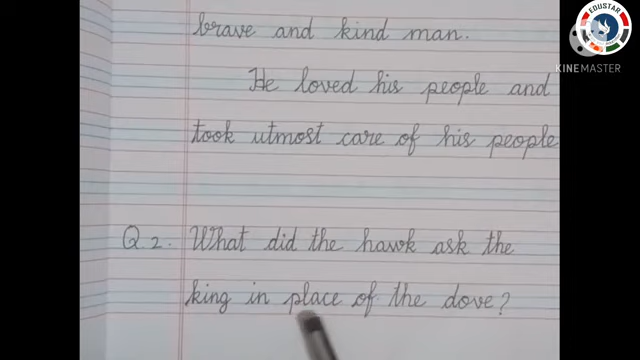 EDUSTAR
KINEMASTER
brave and kind man.
He loved his people and
took utmost care of his people
Q.2. What did the hawk ask the
king in place of the dove?